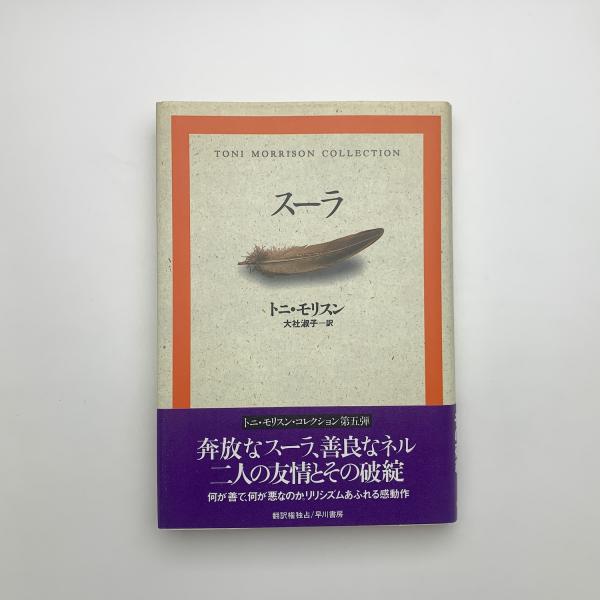 TONI MORRISON COLLECTION
スーラ
トニ・モリスン
大社淑子─訳
トニ・モリスン・コレクション第五弾
奔放なスーラ、善良なネル
二人の友情とその破綻
何が善で、何が悪なのかリリシズムあふれる感動作
翻訳権独占/早川書房